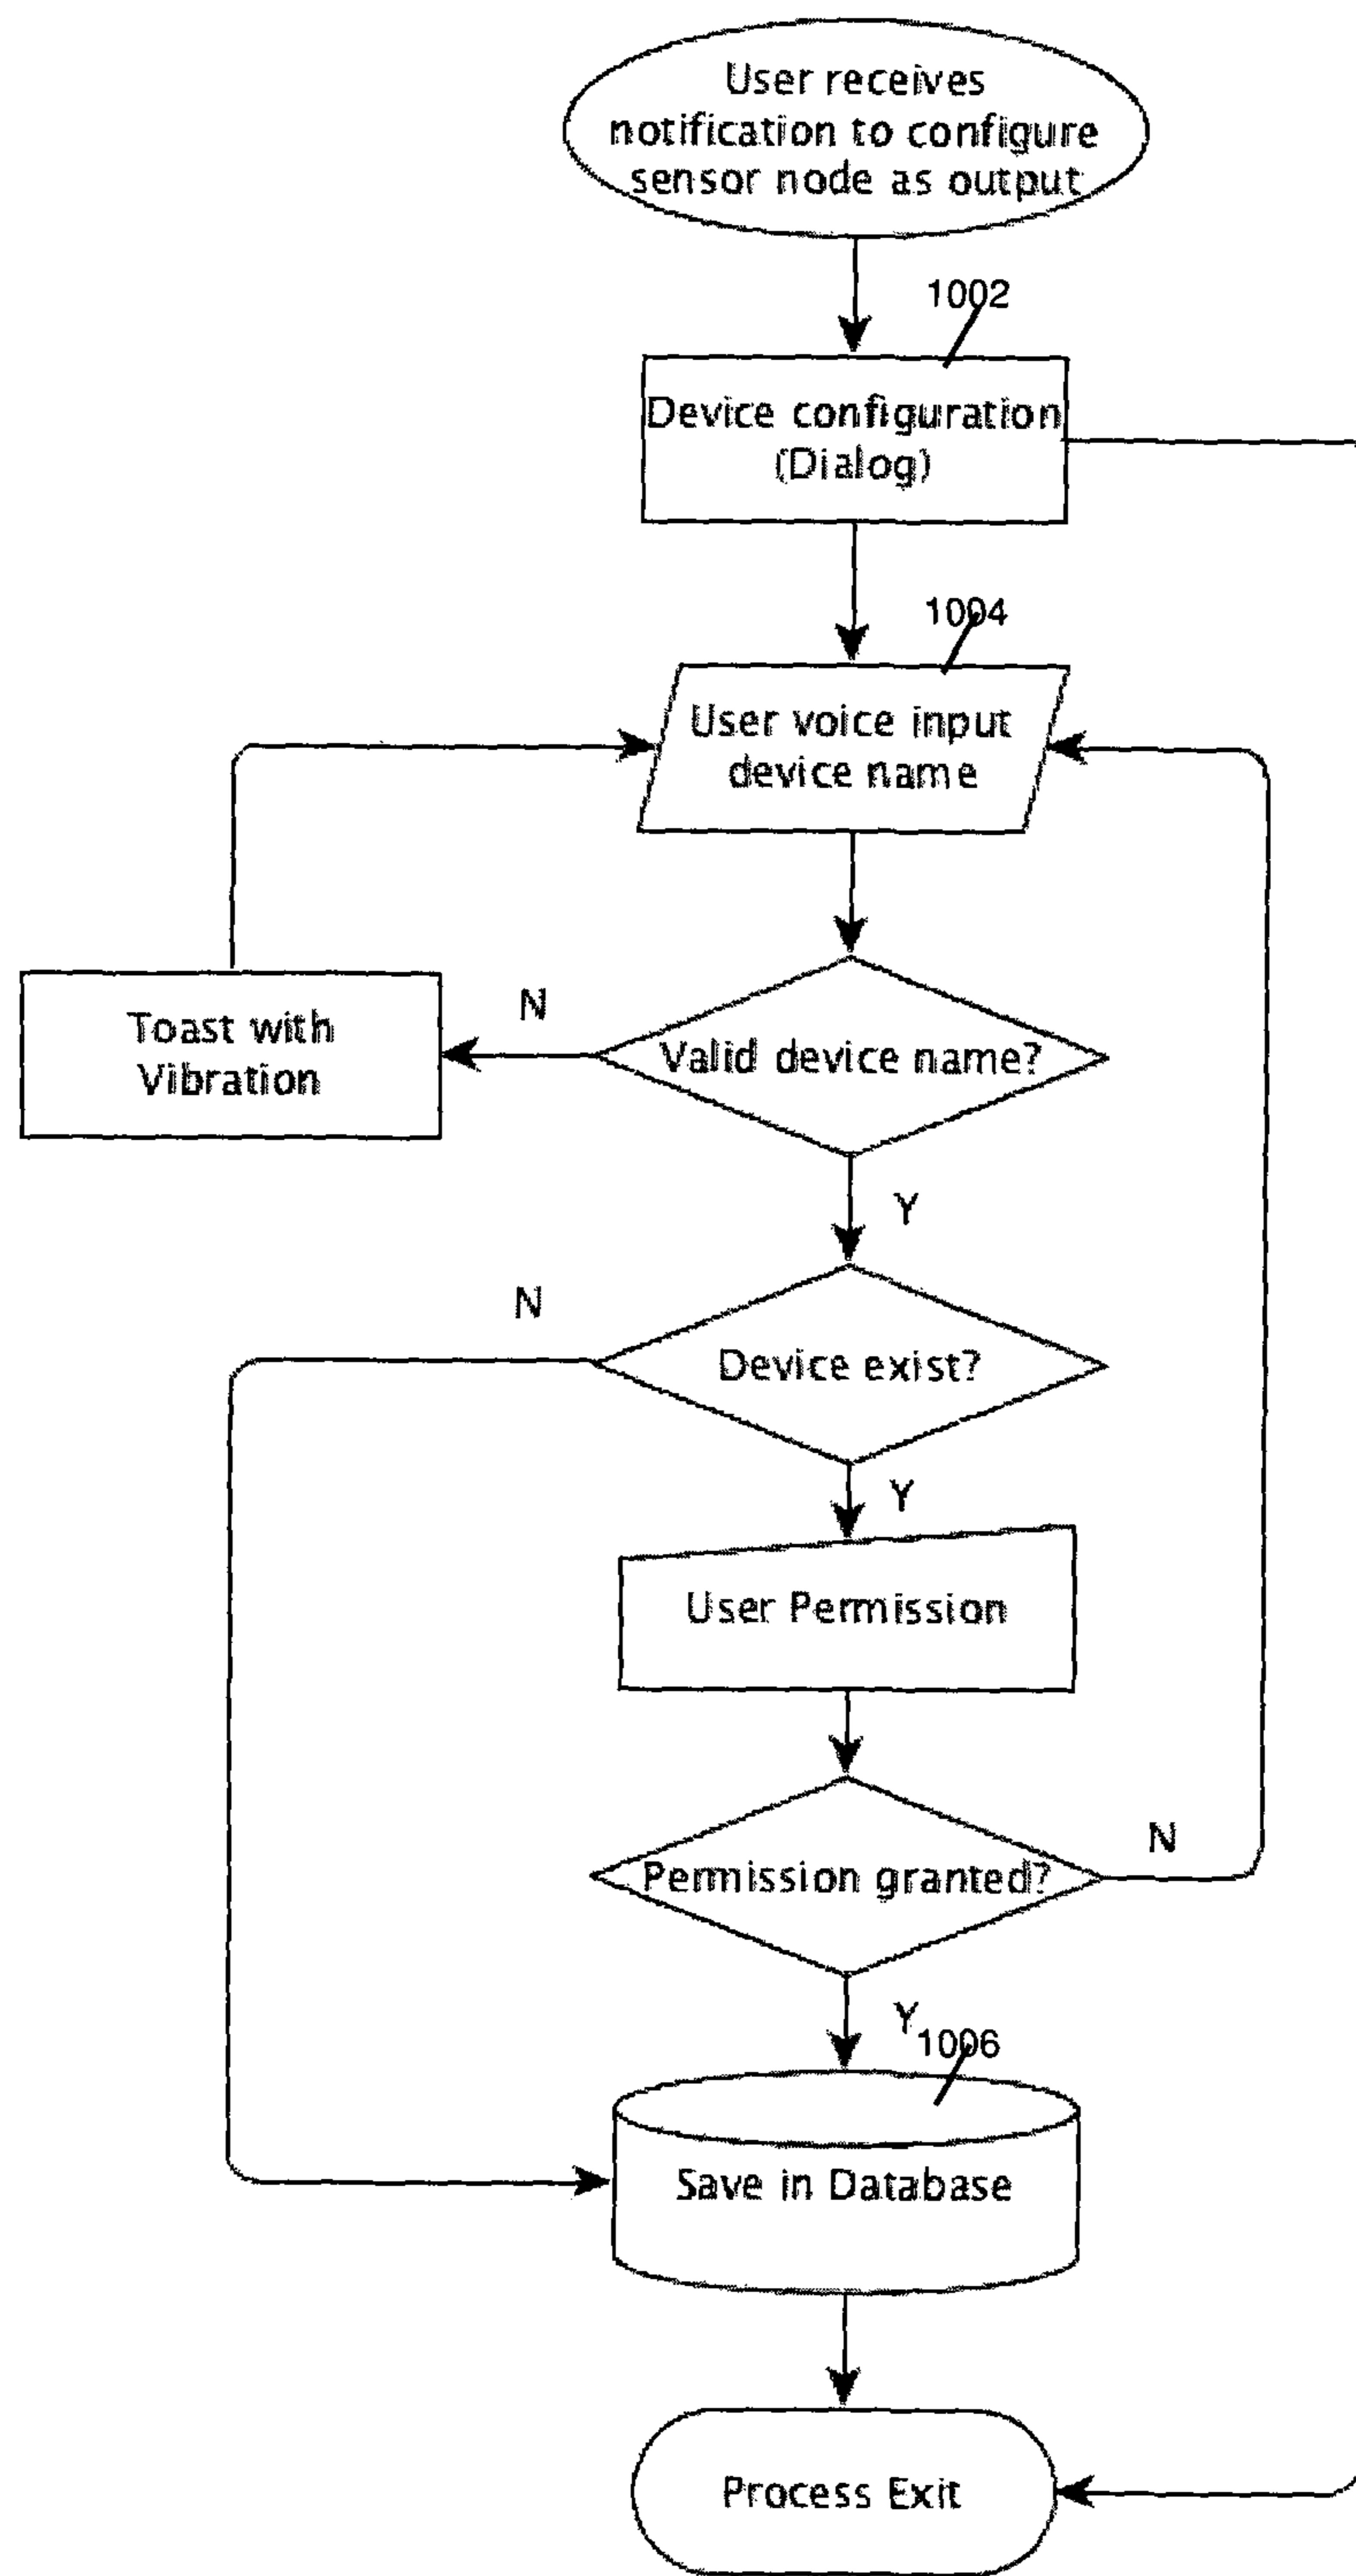 User receives
notification to configure
sensor node as output
1002
Device configuration
(Dialog)
1004
User voice input
device name
N
Toast with
Vibration
Valid device name?
Y
N
Device exist?
Y
User Permission
N
Permission granted?
Y
1006
Save in Database
Process Exit